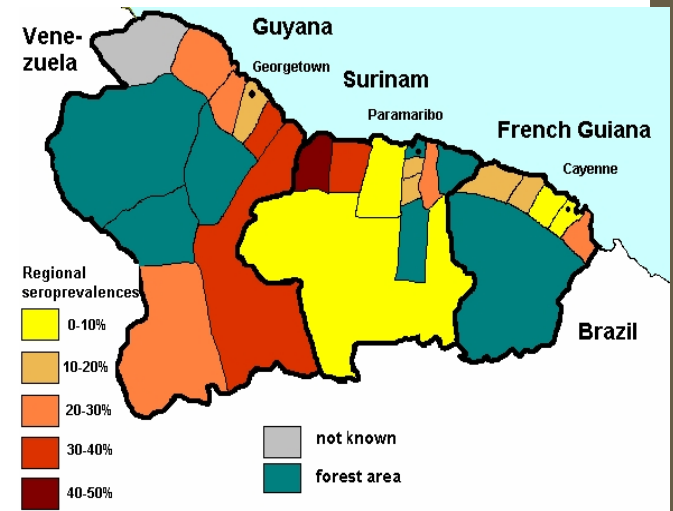 Guyana
Vene-
zuela
Georgetown
Surinam
Paramaribo
French Guiana
Cayenne
Regional
seroprevalences
0-10%
10-20%
20-30%
30-40%
40-50%
not known
forest area
Brazil